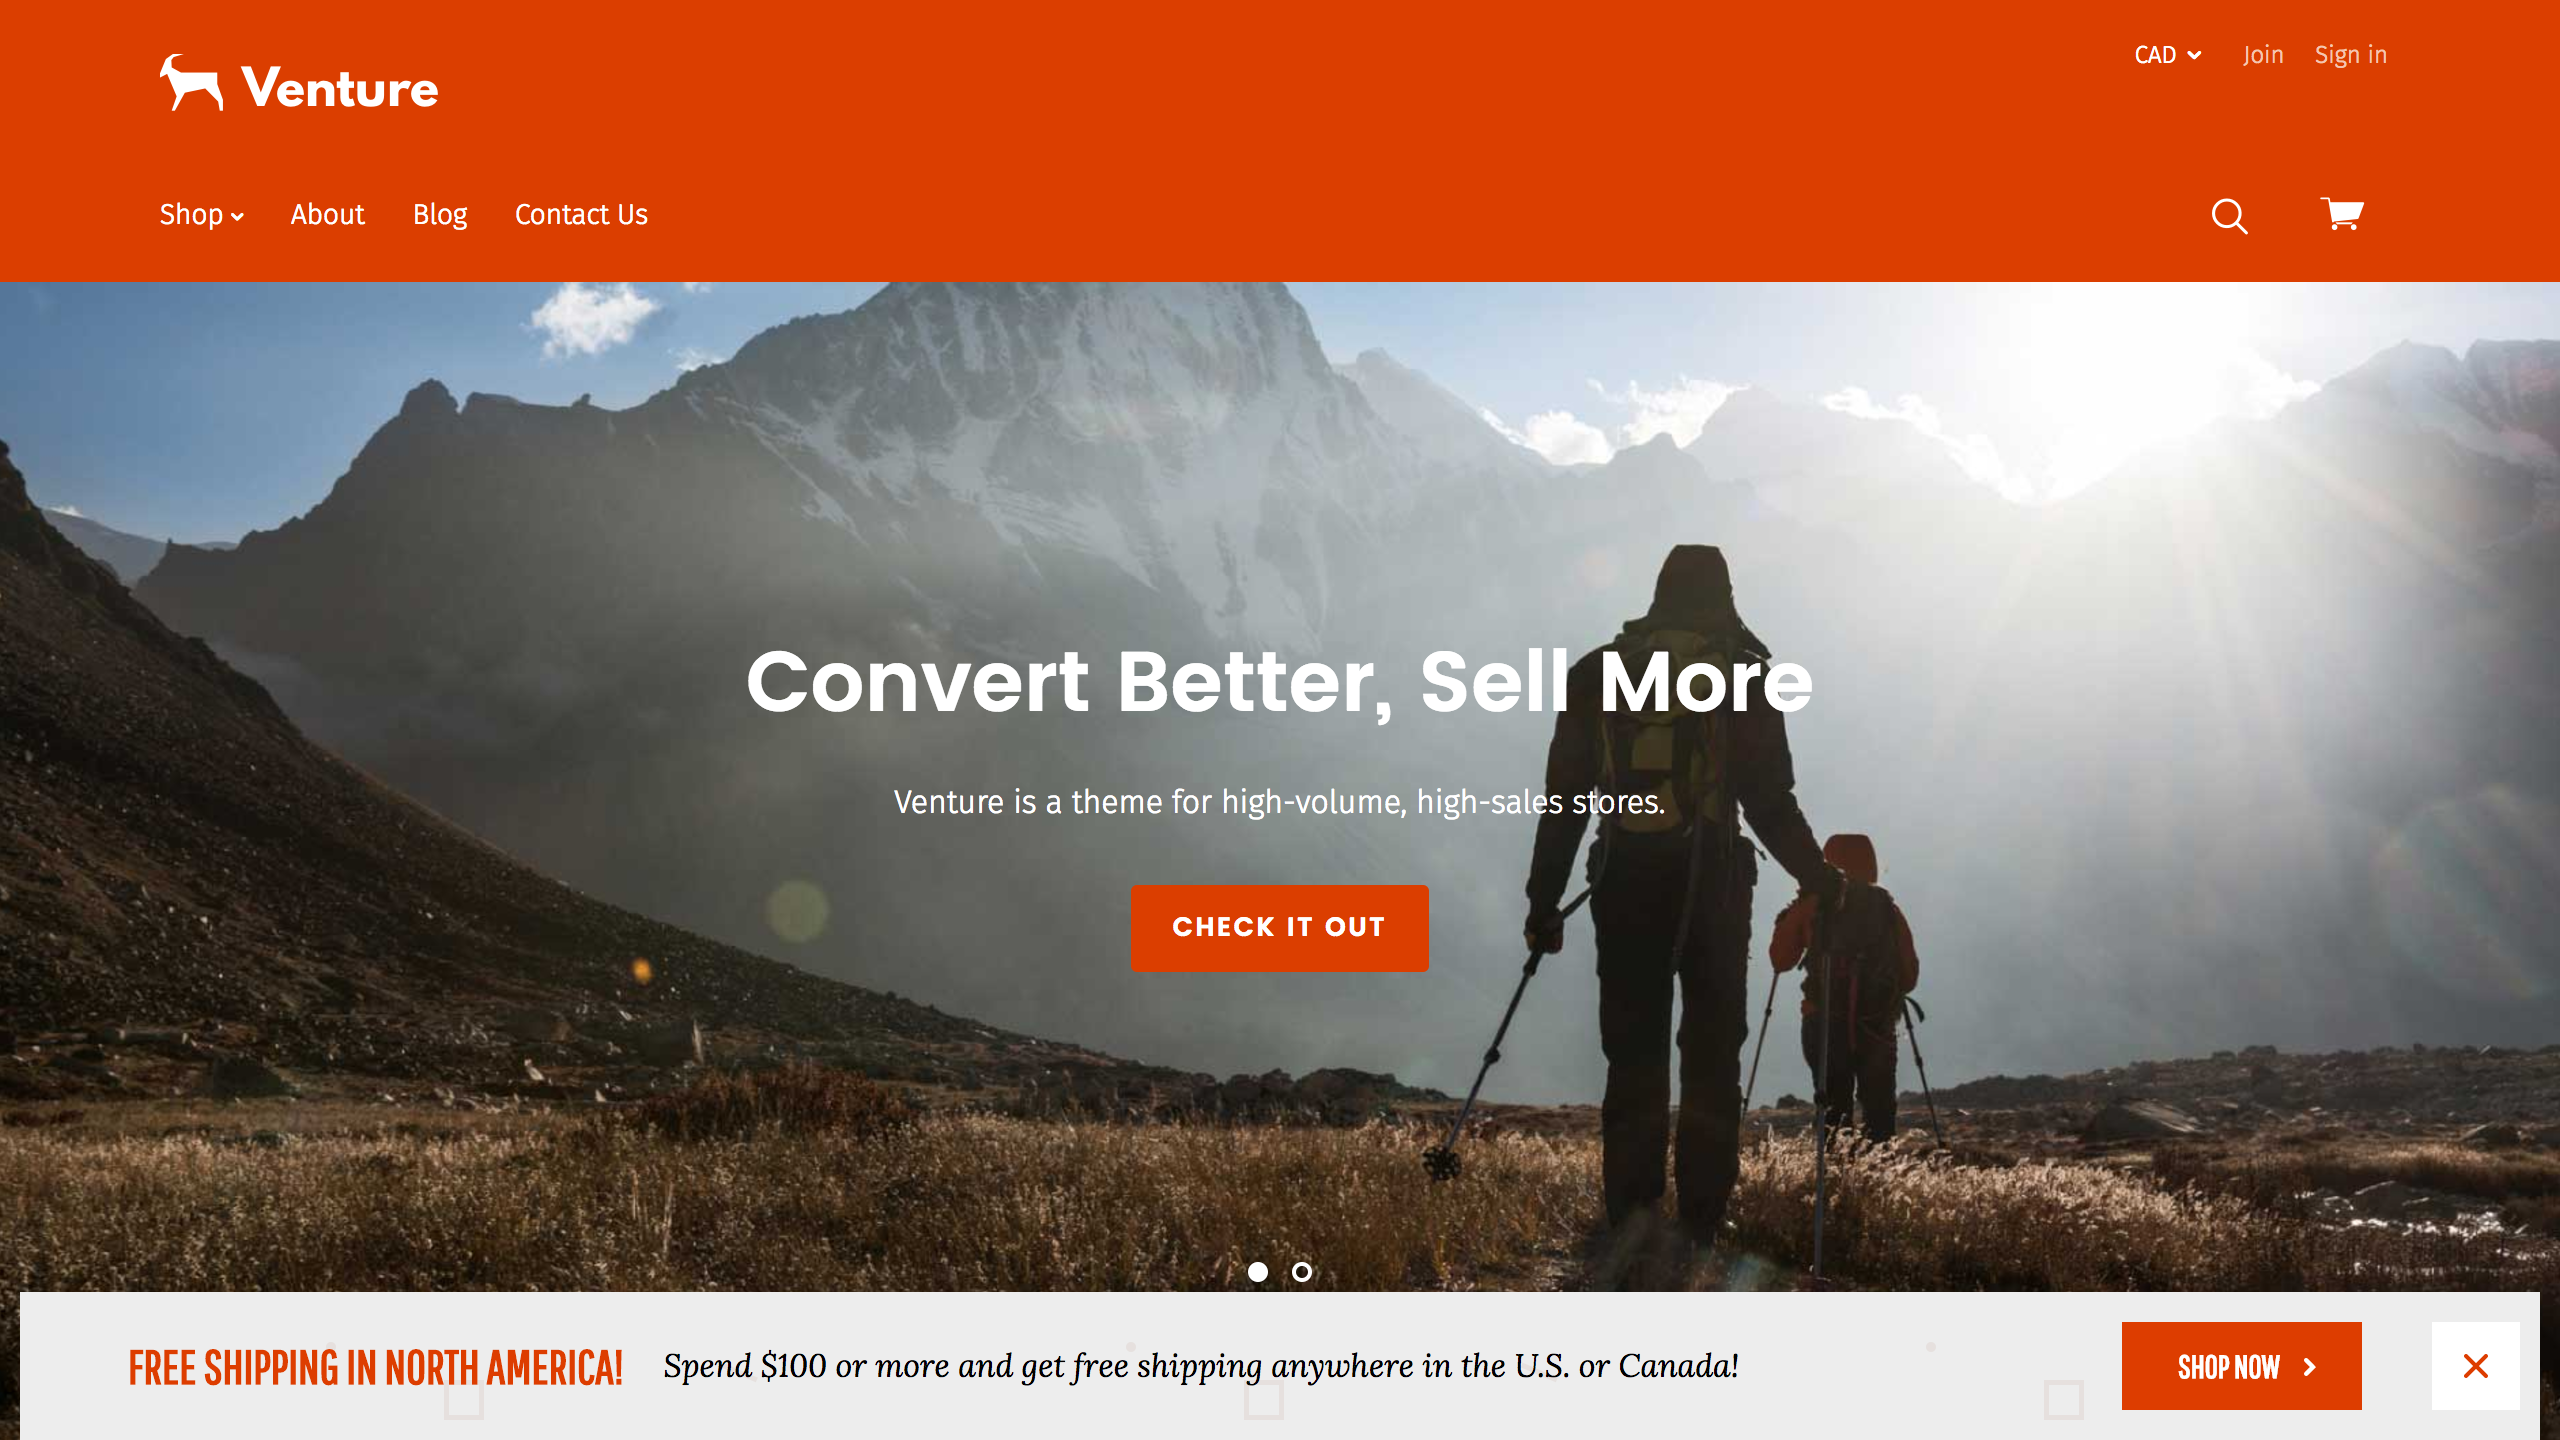 Venture
CAD Join Sign in
Shop About Blog Contact Us
Convert Better, Sell More
Venture is a theme for high-volume, high-sales stores.
CHECK IT OUT
FREE SHIPPING IN NORTH AMERICA! Spend $100 or more and get free shipping anywhere in the U.S. or Canada! SHOP NOW